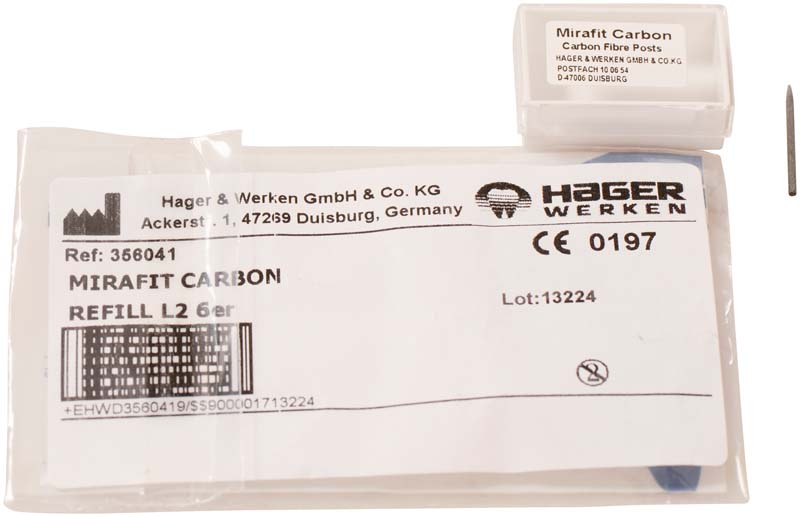 Mirafit Carbon
Carbon Fibre Posts
HAGER & WERKEN GMBH & CO.KG
POSTFACH 10 06 54
D-47006 DUISBURG
Hager & Werken GmbH & Co. KG
Ackerstr. 1, 47269 Duisburg, Germany
HAGER
WERKEN
Ref: 356041
CE 0197
MIRAFIT CARBON
REFILL L2 6er
Lot:13224
2
+EHWD3560419/$$900001713224